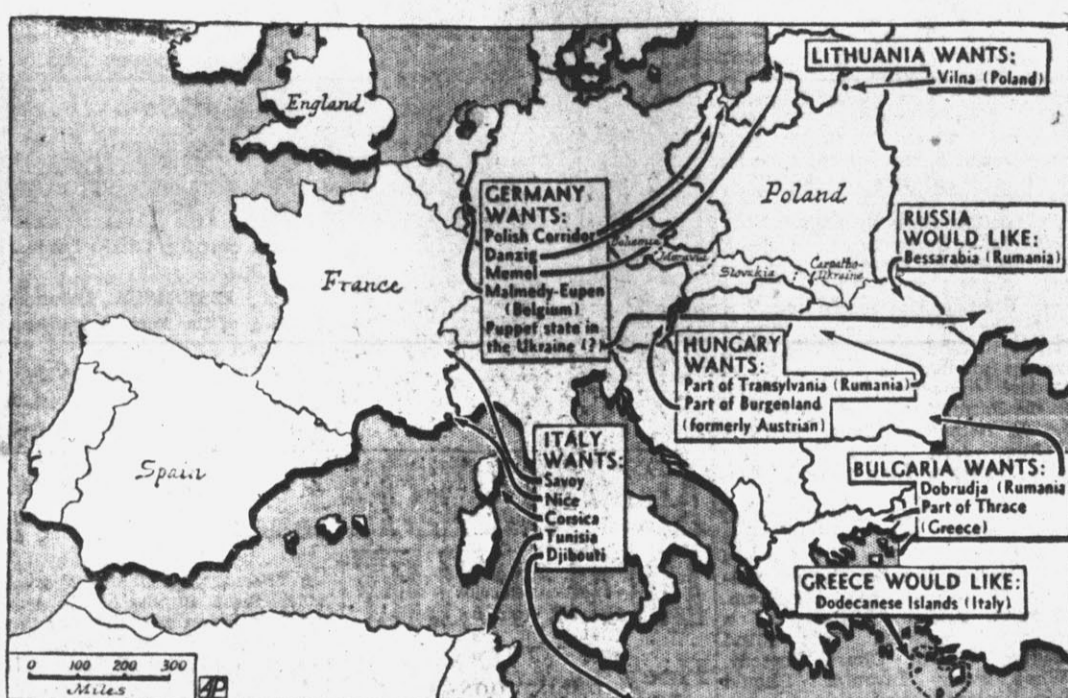 England
LITHUANIA WANTS:
Vilna (Poland)
GERMANY
WANTS:
Polish Corridor
Danzig
Memel
Malmedy-Eupen
(Belgium)
Puppet state in
the Ukraine (?)
Poland
RUSSIA
WOULD LIKE:
Bessarabia (Rumania)
France
Bohemia
Moravia
Slovakia
Carpatho-
Ukraine
HUNGARY
WANTS:
Part of Transylvania (Rumania)
Part of Burgenland
(formerly Austrian)
Spain
ITALY
WANTS:
Savoy
Nice
Corsica
Tunisia
Djibouti
BULGARIA WANTS:
Dobrudja (Rumania
Part of Thrace
(Greece)
GREECE WOULD LIKE:
Dodecanese Islands (Italy)
0 100 200 300
Miles
AP